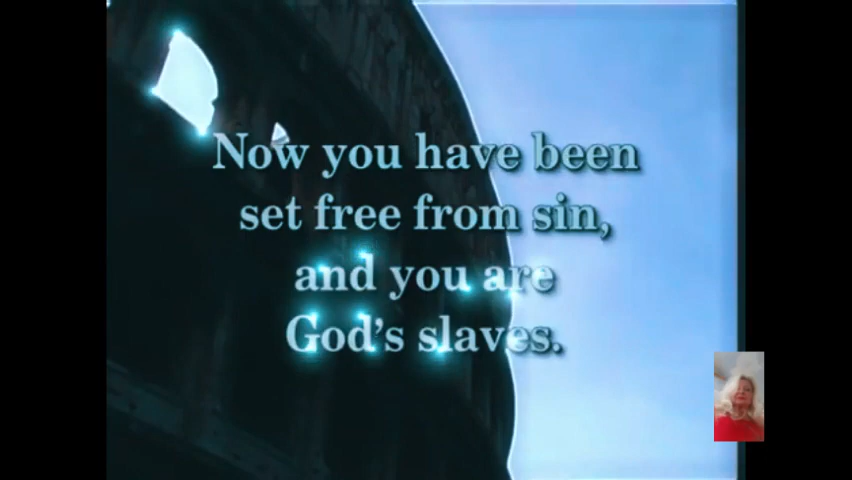 Now you have been
set free from sin,
and you are
God's slaves.